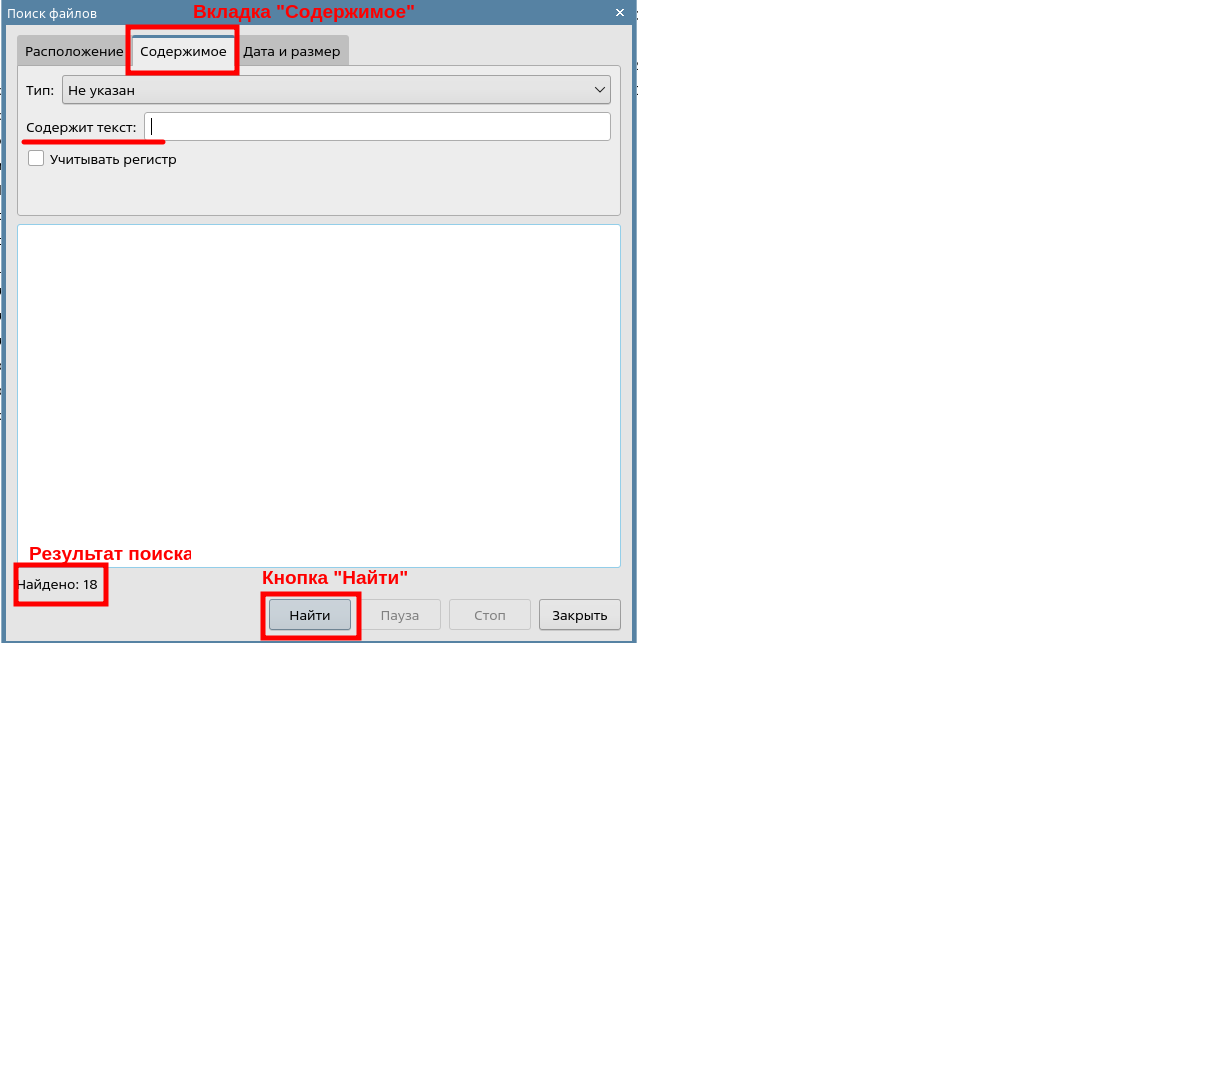 Поиск файлов
Вкладка "Содержимое"
Расположение
Содержимое
Дата и размер
Тип:
Не указан
Содержит текст:
Учитывать регистр
Результат поиска
Найдено: 18
Кнопка "Найти"
Найти
Пауза
Стоп
Закрыть